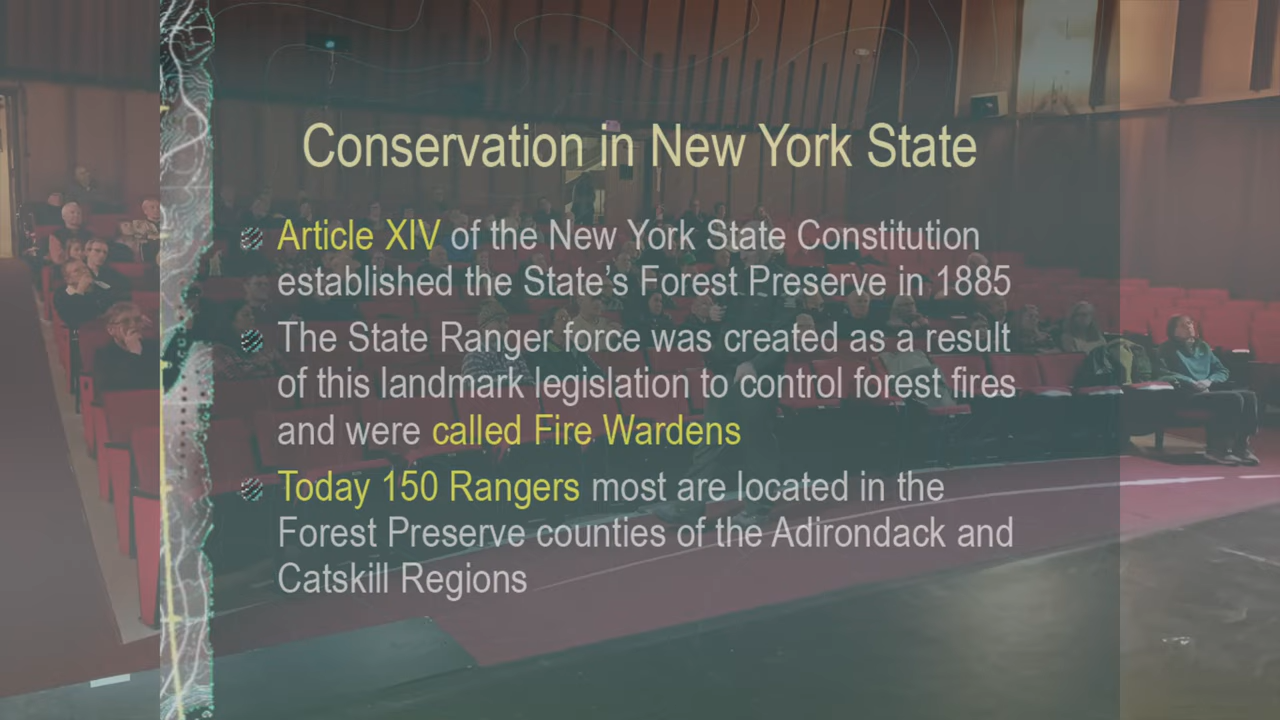 Conservation in New York State
Article XIV of the New York State Constitution
established the State's Forest Preserve in 1885
The State Ranger force was created as a result
of this landmark legislation to control forest fires
and were called Fire Wardens
Today 150 Rangers most are located in the
Forest Preserve counties of the Adirondack and
Catskill Regions